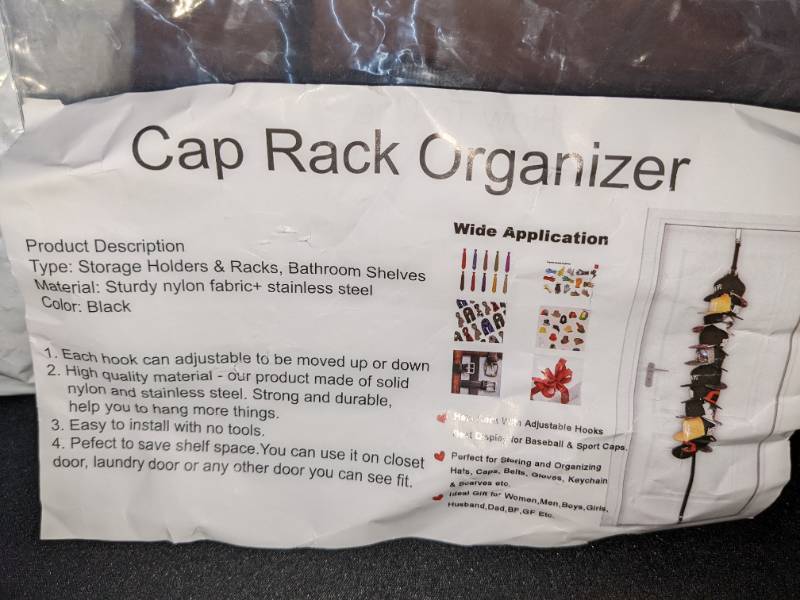 Cap Rack Organizer
Product Description
Type: Storage Holders & Racks, Bathroom Shelves
Material: Sturdy nylon fabric+ stainless steel
Color: Black
1. Each hook can adjustable to be moved up or down
2. High quality material - our product made of solid
nylon and stainless steel. Strong and durable,
help you to hang more things.
3. Easy to install with no tools.
4. Pefect to save shelf space.You can use it on closet
door, laundry door or any other door you can see fit.
Wide Application
With Adjustable Hooks
Best Display for Baseball & Sport Caps.
Perfect for Storing and Organizing
Hats, Caps, Belts, Gloves, Keychain
& Scarves etc.
Ideal Gift for Women,Men,Boys,Girls,
Husband,Dad,BF,GF Etc.